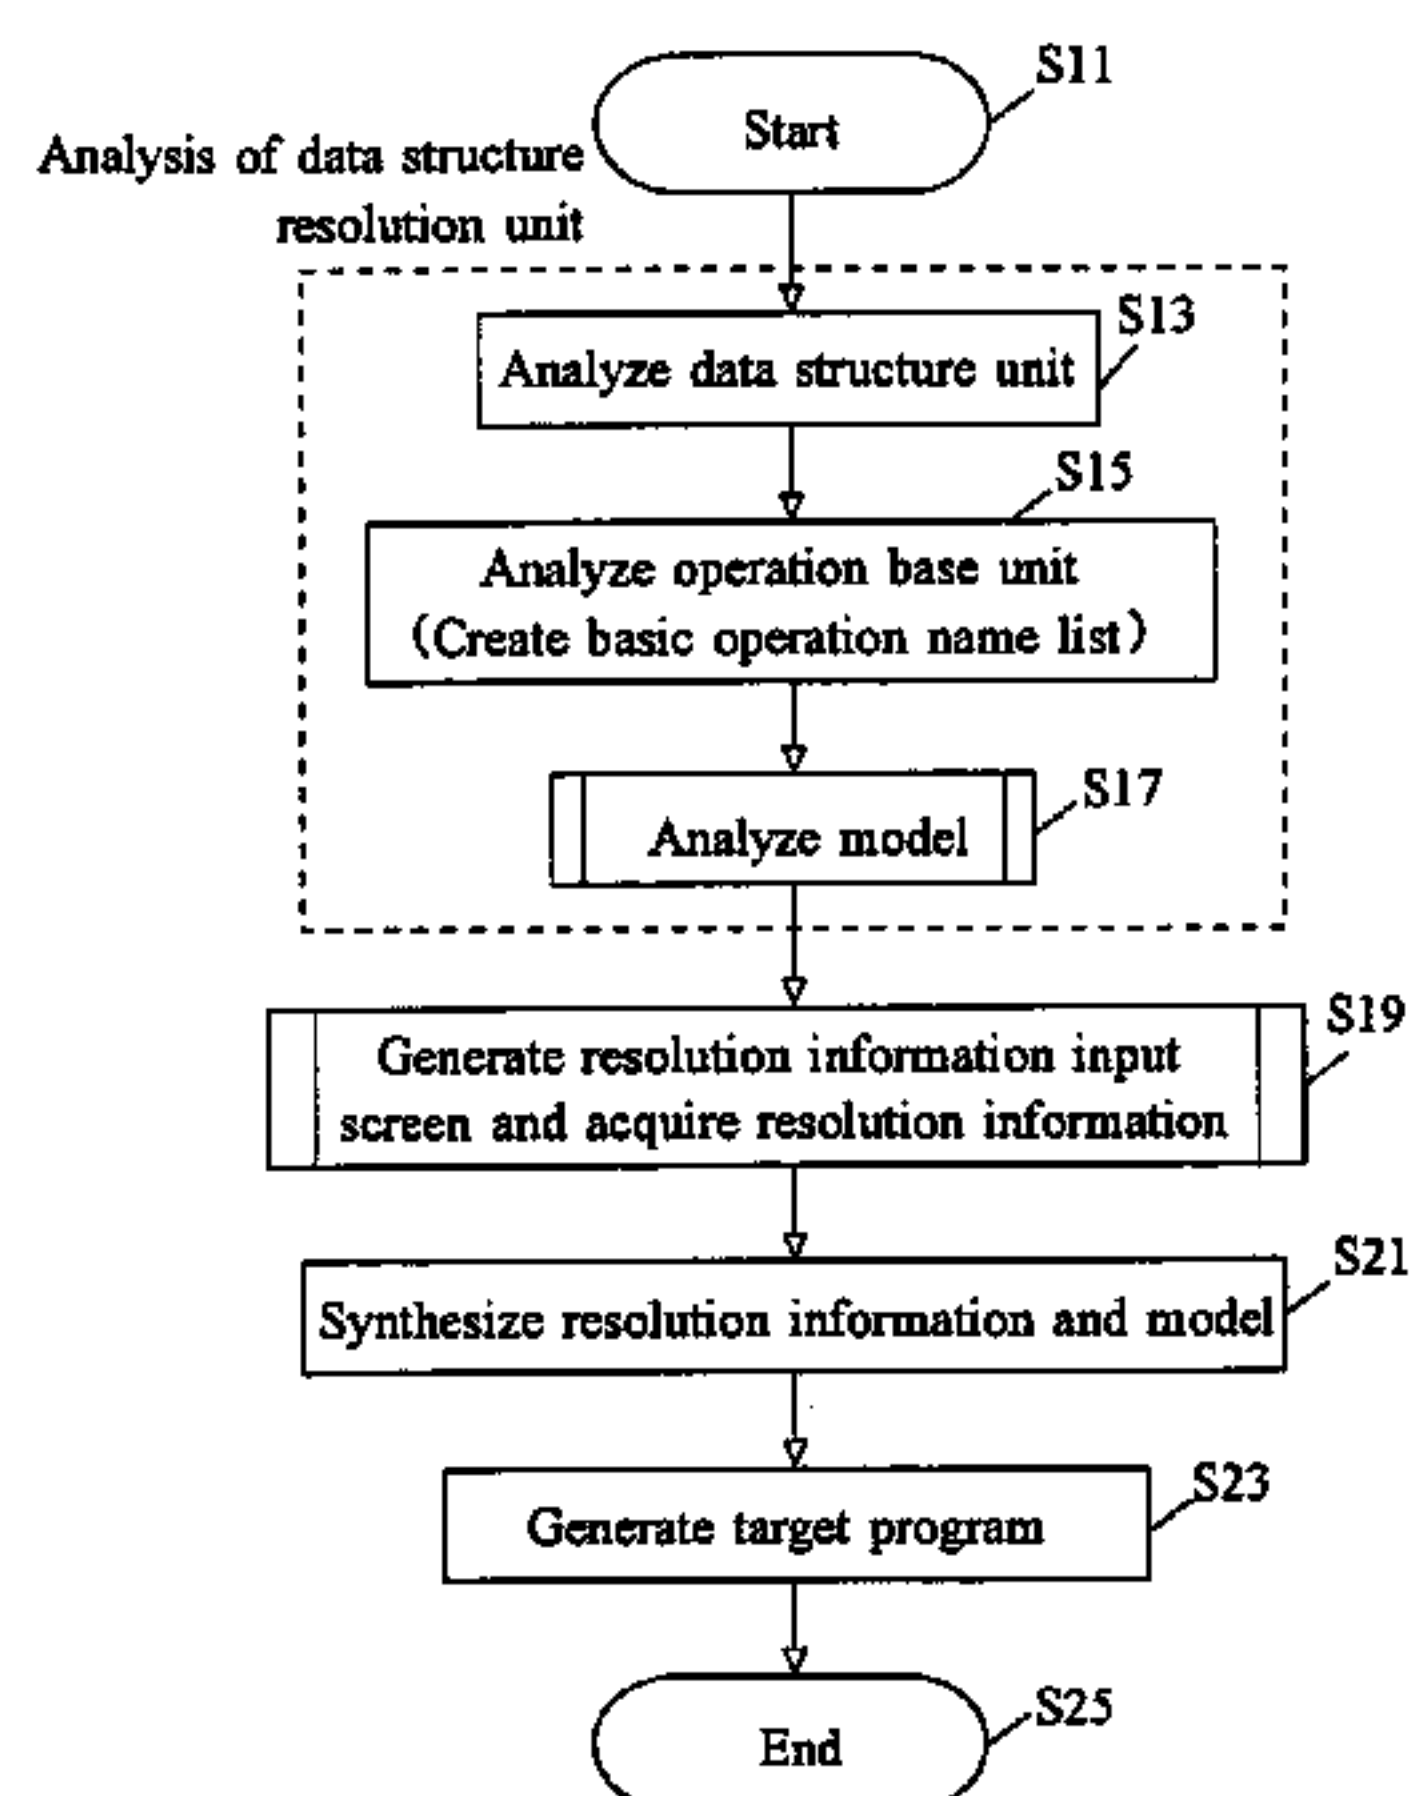 S11
Start
Analysis of data structure
resolution unit
S13
Analyze data structure unit
S15
Analyze operation base unit
(Create basic operation name list)
S17
Analyze model
S19
Generate resolution information input
screen and acquire resolution information
S21
Synthesize resolution information and model
S23
Generate target program
S25
End